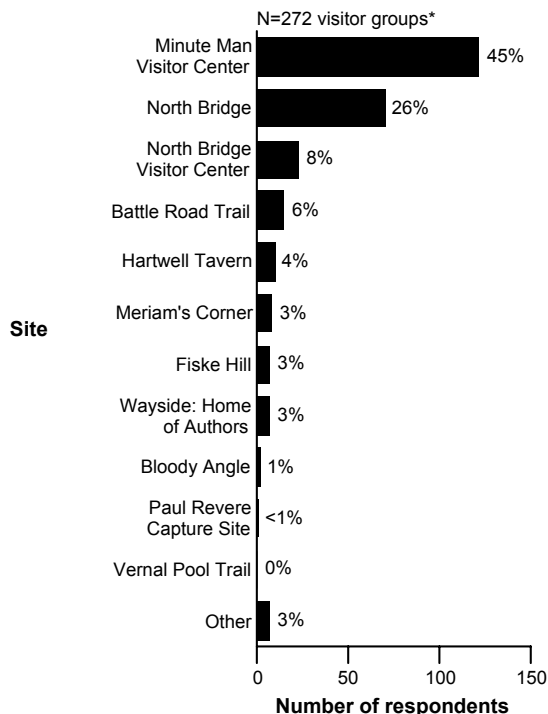 N=272 visitor groups*
Minute Man
Visitor Center
45%
North Bridge
26%
North Bridge
Visitor Center
8%
Battle Road Trail
6%
Hartwell Tavern
4%
Meriam's Corner
3%
Site
Fiske Hill
3%
Wayside: Home
of Authors
3%
Bloody Angle
1%
Paul Revere
Capture Site
<1%
Vernal Pool Trail
0%
Other
3%
0 50 100 150
Number of respondents